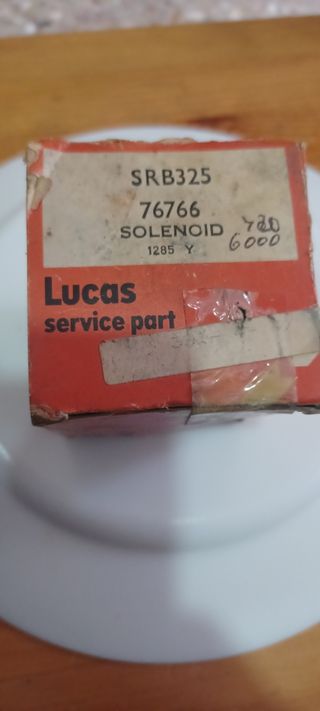 SRB325
76766
SOLENOID
1285 Y
6000
Lucas
service part